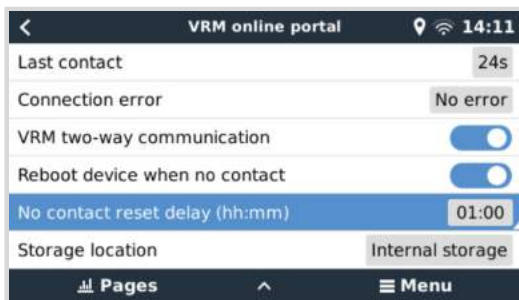 VRM online portal 14:11
Last contact 24s
Connection error No error
VRM two-way communication
Reboot device when no contact
No contact reset delay (hh:mm) 01:00
Storage location Internal storage
Pages Menu